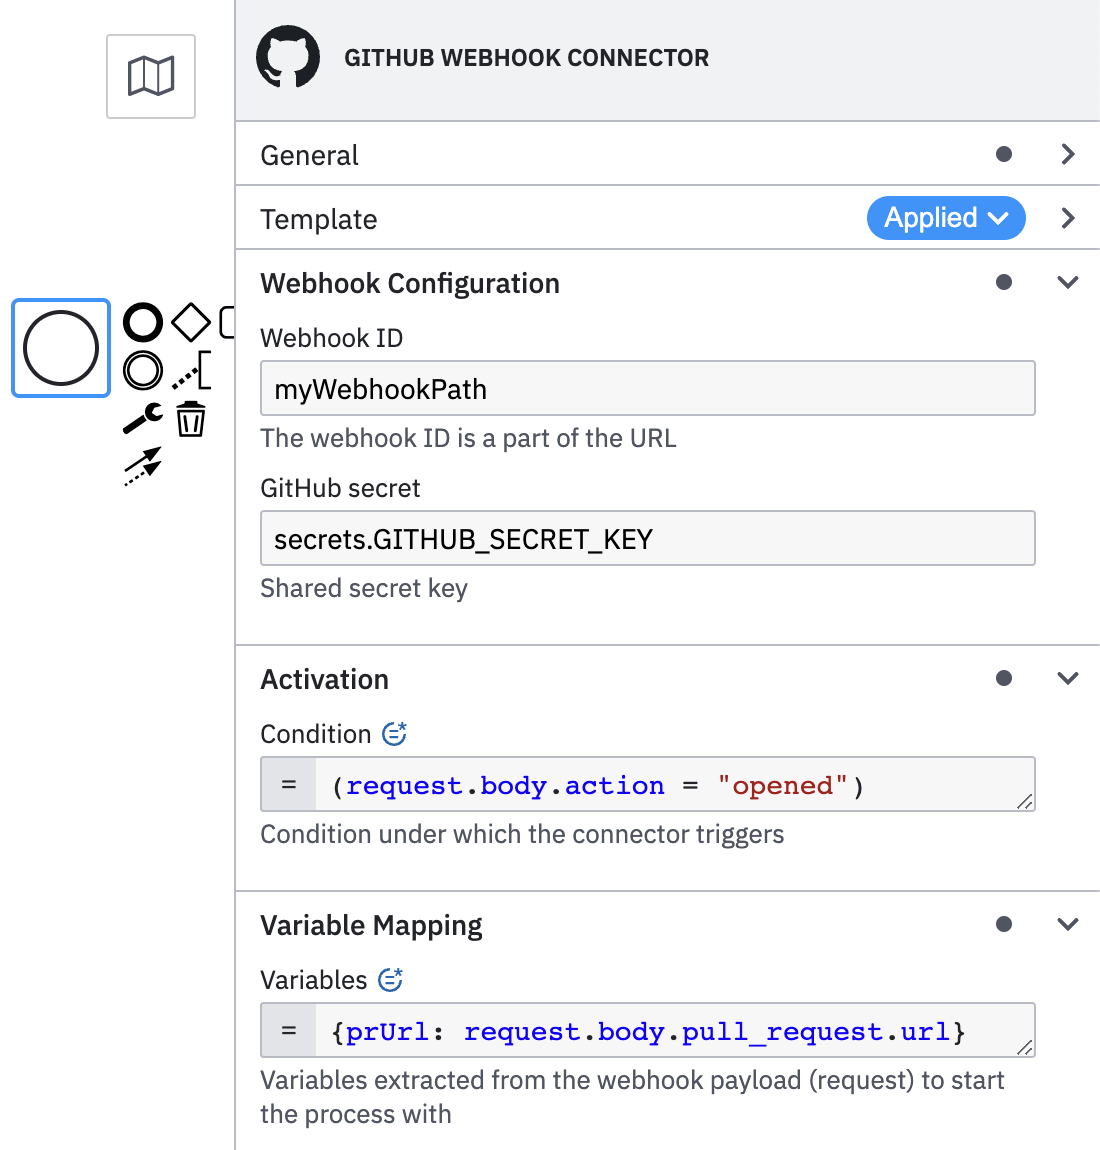 GITHUB WEBHOOK CONNECTOR
General
Template
Applied
Webhook Configuration
Webhook ID
myWebhookPath
The webhook ID is a part of the URL
GitHub secret
secrets.GITHUB_SECRET_KEY
Shared secret key
Activation
Condition
= (request.body.action = "opened")
Condition under which the connector triggers
Variable Mapping
Variables
= {prUrl: request.body.pull_request.url}
Variables extracted from the webhook payload (request) to start
the process with